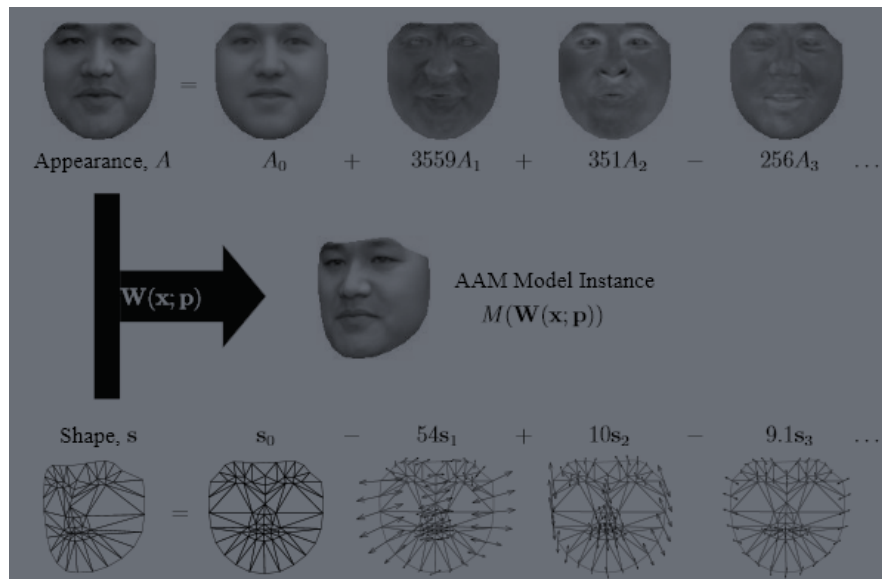 =
Appearance, A A₀ + 3559A₁ + 351A₂ − 256A₃ ...
W(x; p)
AAM Model Instance
M(W(x; p))
Shape, s s₀ − 54s₁ + 10s₂ − 9.1s₃ ...
=